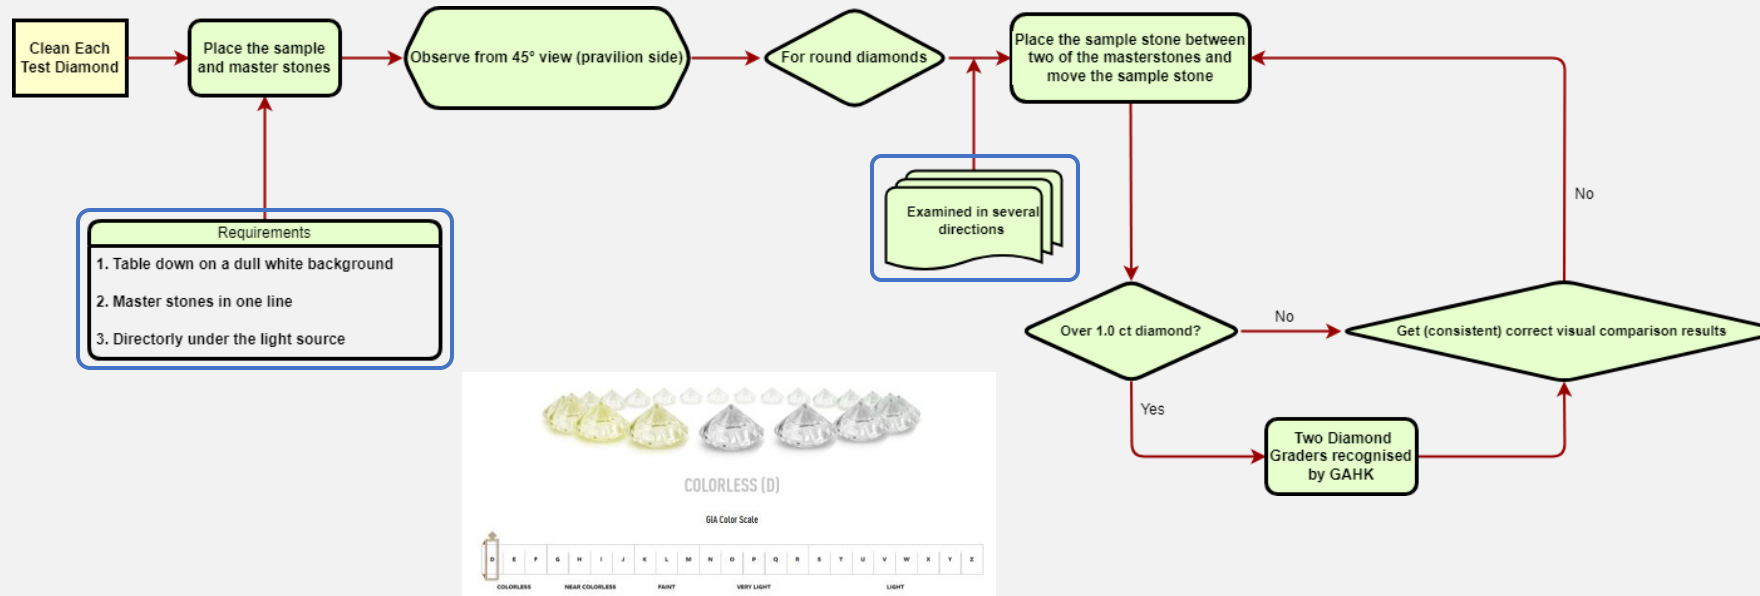 Clean Each
Test Diamond
Place the sample
and master stones
Observe from 45° view (pravilion side)
For round diamonds
Place the sample stone between
two of the masterstones and
move the sample stone
Requirements
1. Table down on a dull white background
2. Master stones in one line
3. Directorly under the light source
Examined in several
directions
Over 1.0 ct diamond?
No
Get (consistent) correct visual comparison results
No
Yes
Two Diamond
Graders recognised
by GAHK
COLORLESS (D)
GIA Color Scale
D E F G H I J K L M N O P Q R S T U V W X Y Z
COLORLESS NEAR COLORLESS FAINT VERY LIGHT LIGHT